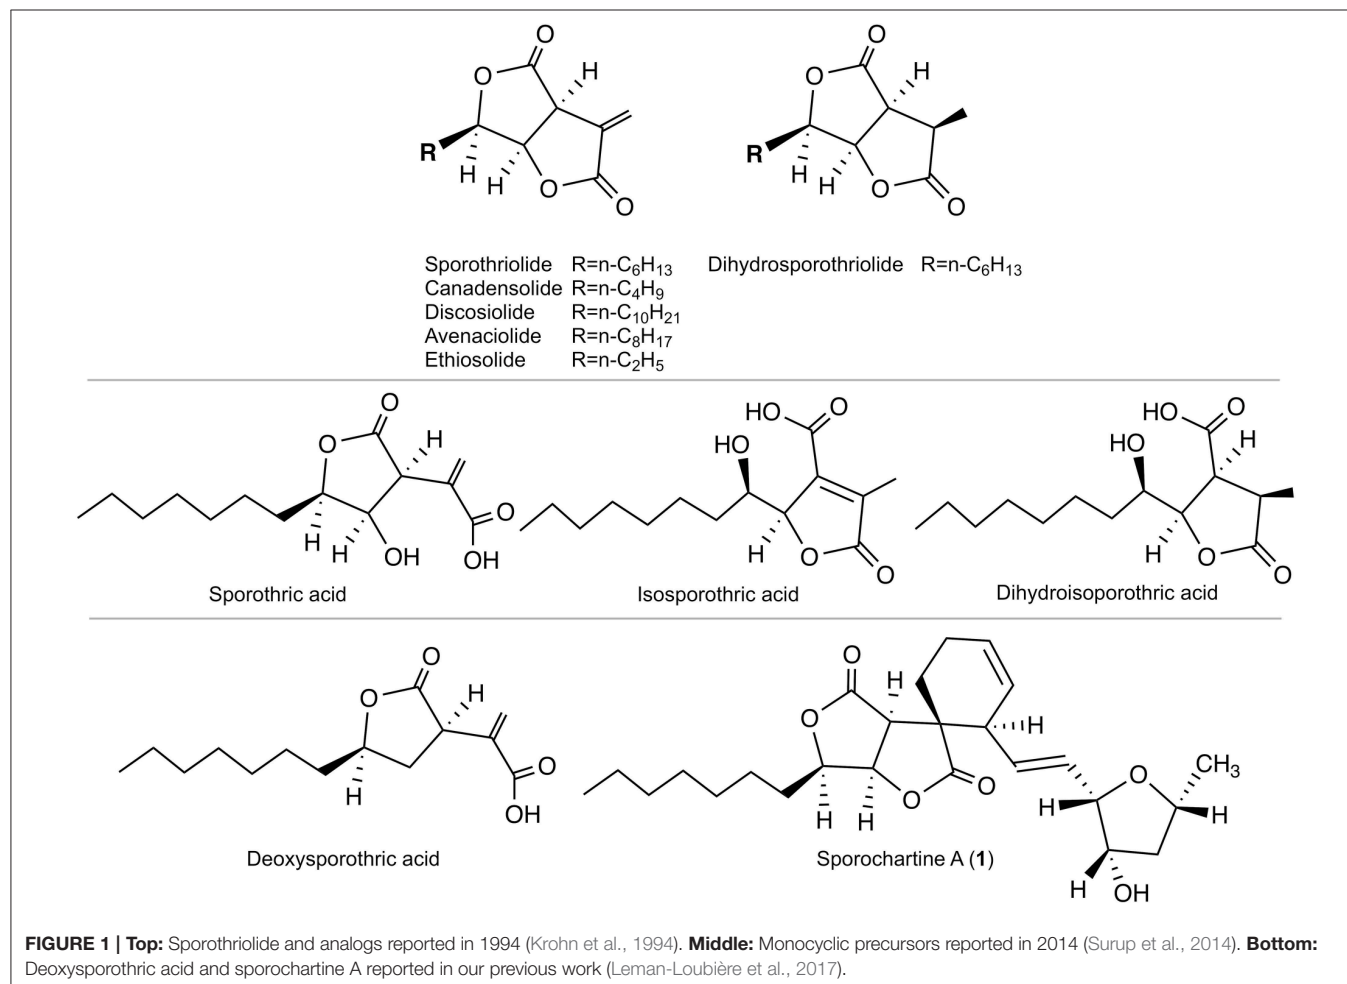 Sporothriolide R=n-C6H13
Canadensolide R=n-C4H9
Discosiolide R=n-C10H21
Avenaciolide R=n-C8H17
Ethiosolide R=n-C2H5
Dihydrosporothriolide R=n-C6H13
O
O
H
R
H
H
O
O
O
O
H
R
H
H
O
O
O
O
H
H
H
OH
O
OH
Sporothric acid
HO
O
HO
H
O
O
Isosporothric acid
HO
O
HO
H
H
O
O
Dihydroisoporothric acid
O
O
H
H
O
OH
Deoxysporothric acid
O
H
O
H
H
H
O
O
O
CH3
H
H
H
OH
Sporochartine A (1)
FIGURE 1 | Top: Sporothriolide and analogs reported in 1994 (Krohn et al., 1994). Middle: Monocyclic precursors reported in 2014 (Surup et al., 2014). Bottom:
Deoxysporothric acid and sporochartine A reported in our previous work (Leman-Loubière et al., 2017).